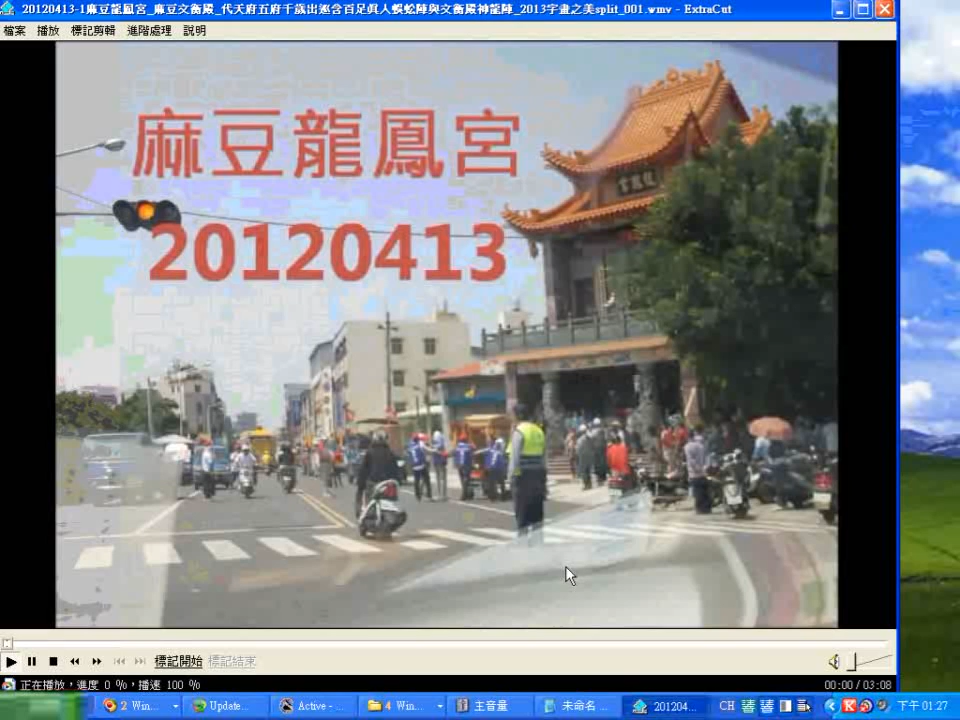 20120413-1麻豆龍鳳宮_麻豆文衡殿_代天府五府千歲出巡含百足真人蜈蚣陣與文衡殿神龍陣_2013字畫之美split_001.wmv - ExtraCut
檔案 播放 標記剪輯 進階處理 說明
麻豆龍鳳宮
20120413
標記開始 標記結束
正在播放，進度 0 %，播速 100 %
00:00 / 03:08
2 Win... Update... Active - ... 4 Win... 主音量 未命名 ... 201204... CH 下午 01:27